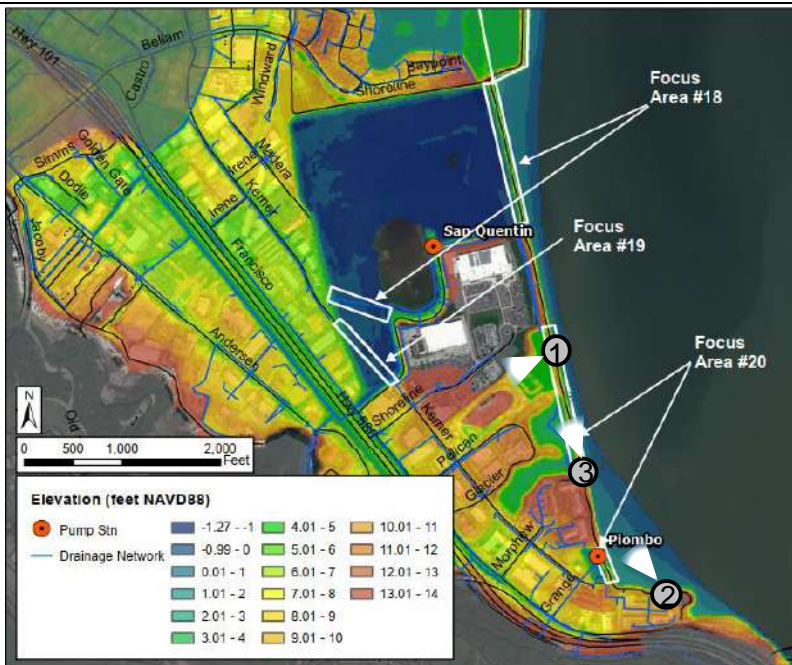 Hwy 101
Bellam
Castro
Windward
Baypoint
Shoreline
Focus
Area #18
Simms
Golden Gate
Dodie
Irene
Madera
Irene
Kerner
San Quentin
Focus
Area #19
Jacoby
Francisco
Andersen
Focus
Area #20
1
Hwy 580
Shoreline
Kerner
Pelican
Glacier
3
N
0 500 1,000 2,000
Feet
Elevation (feet NAVD88)
Pump Stn
Drainage Network
-1.27 - -1
-0.99 - 0
0.01 - 1
1.01 - 2
2.01 - 3
3.01 - 4
4.01 - 5
5.01 - 6
6.01 - 7
7.01 - 8
8.01 - 9
9.01 - 10
10.01 - 11
11.01 - 12
12.01 - 13
13.01 - 14
Morphew
Piombo
Grange
2